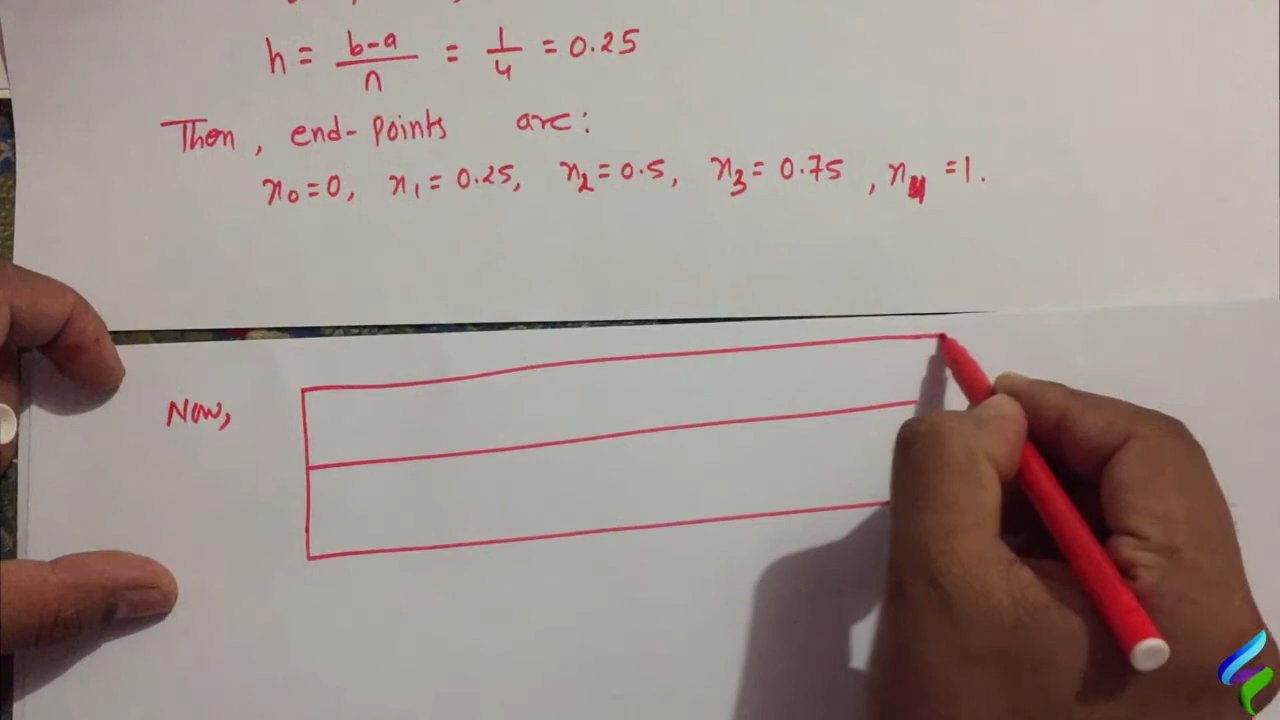 h = b-a/n = 1/4 = 0.25
Then, end-points are:
x₀=0, x₁=0.25, x₂=0.5, x₃=0.75, x₄=1.
Now,